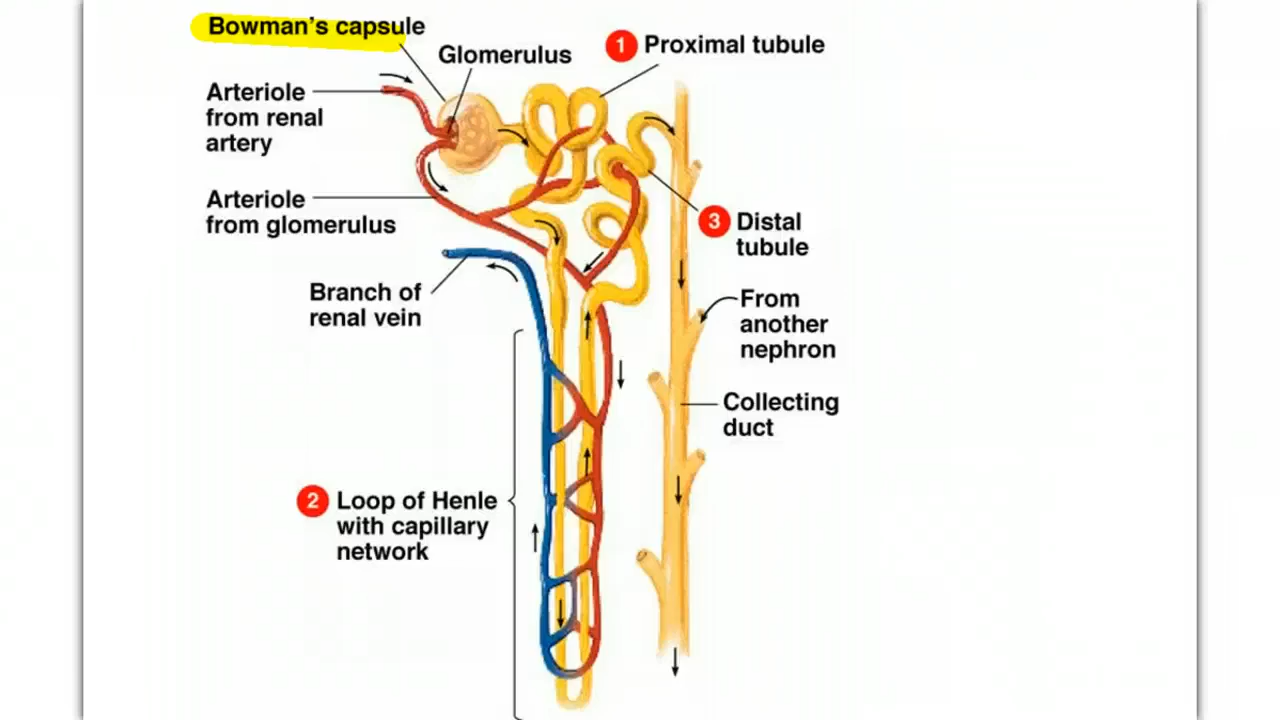 Bowman's capsule
Glomerulus
1 Proximal tubule
Arteriole
from renal
artery
Arteriole
from glomerulus
3 Distal
tubule
Branch of
renal vein
From
another
nephron
Collecting
duct
2 Loop of Henle
with capillary
network